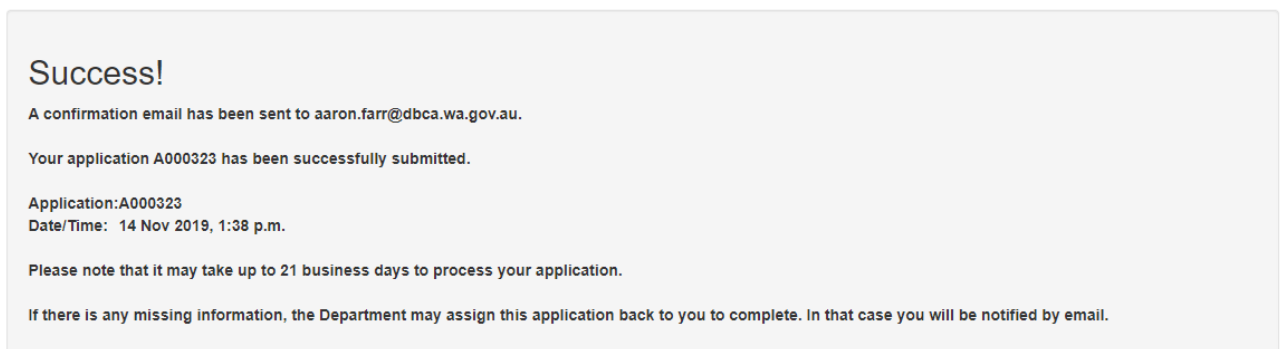 Success!
A confirmation email has been sent to aaron.farr@dbca.wa.gov.au.
Your application A000323 has been successfully submitted.
Application:A000323
Date/Time: 14 Nov 2019, 1:38 p.m.
Please note that it may take up to 21 business days to process your application.
If there is any missing information, the Department may assign this application back to you to complete. In that case you will be notified by email.